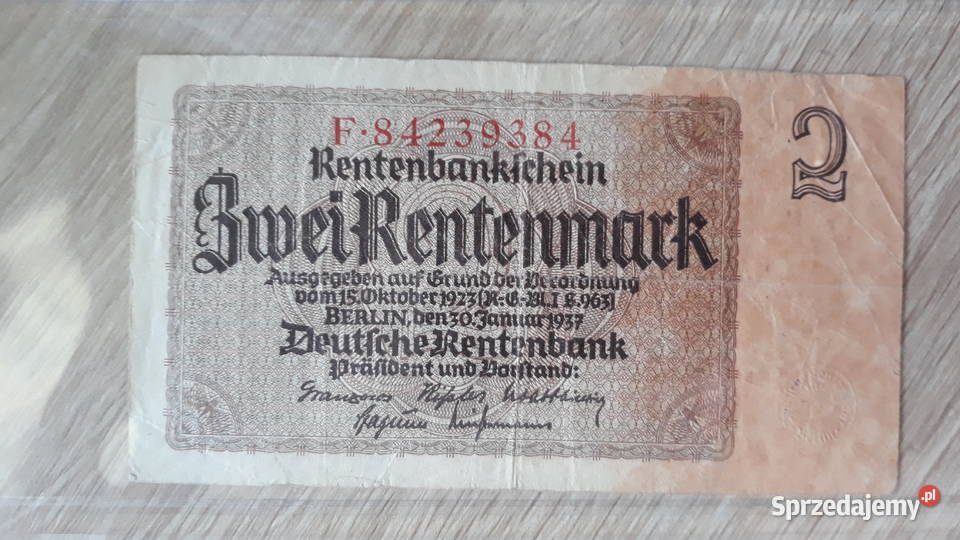 F·84239384
Rentenbankschein
Zwei Rentenmark
Ausgegeben auf Grund der Verordnung
vom 15. Oktober 1923 (R-G-Bl. I S. 963)
BERLIN, den 30. Januar 1937
Deutsche Rentenbank
Präsident und Vorstand:
2
Sprzedajemy.pl